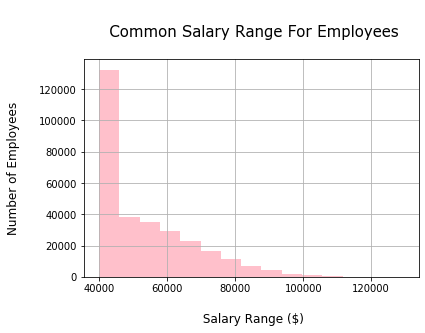 Common Salary Range For Employees
Number of Employees
120000
100000
80000
60000
40000
20000
0
40000 60000 80000 100000 120000
Salary Range ($)